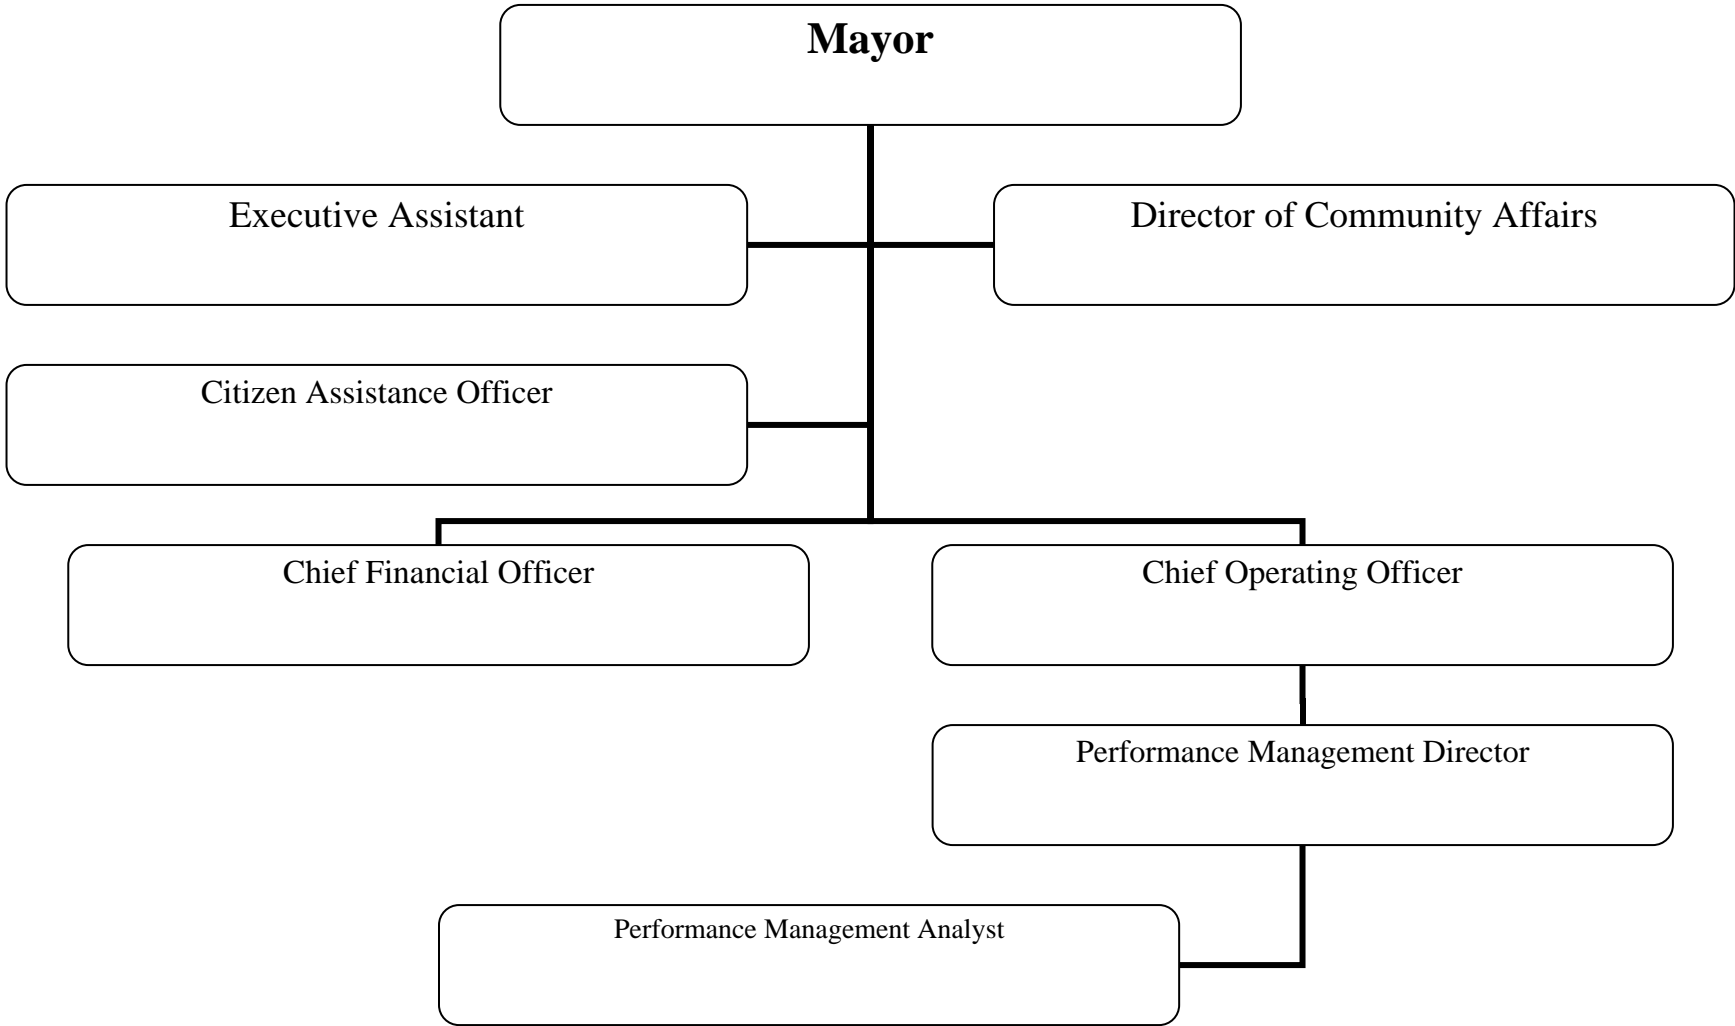 Mayor
Executive Assistant
Director of Community Affairs
Citizen Assistance Officer
Chief Financial Officer
Chief Operating Officer
Performance Management Director
Performance Management Analyst